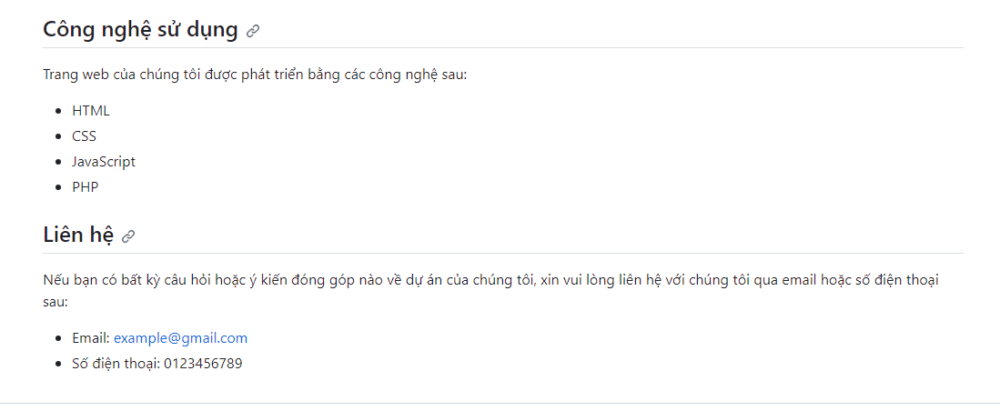 Công nghệ sử dụng
Trang web của chúng tôi được phát triển bằng các công nghệ sau:
HTML
CSS
JavaScript
PHP
Liên hệ
Nếu bạn có bất kỳ câu hỏi hoặc ý kiến đóng góp nào về dự án của chúng tôi, xin vui lòng liên hệ với chúng tôi qua email hoặc số điện thoại
sau:
Email: example@gmail.com
Số điện thoại: 0123456789